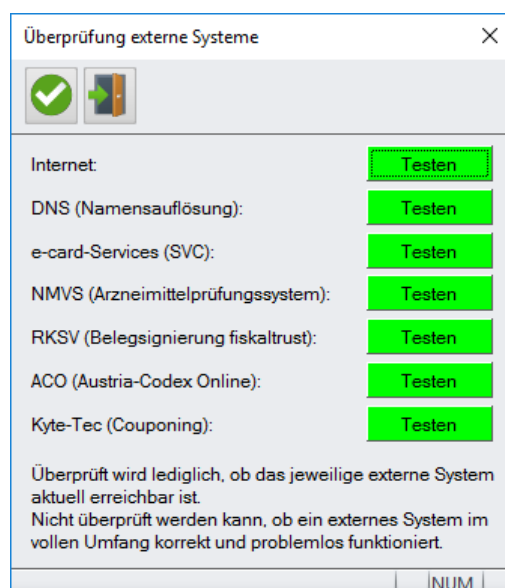 Überprüfung externe Systeme
Internet: Testen
DNS (Namensauflösung): Testen
e-card-Services (SVC): Testen
NMVS (Arzneimittelprüfungssystem): Testen
RKSV (Belegsignierung fiskaltrust): Testen
ACO (Austria-Codex Online): Testen
Kyte-Tec (Couponing): Testen
Überprüft wird lediglich, ob das jeweilige externe System
aktuell erreichbar ist.
Nicht überprüft werden kann, ob ein externes System im
vollen Umfang korrekt und problemlos funktioniert.
NUM